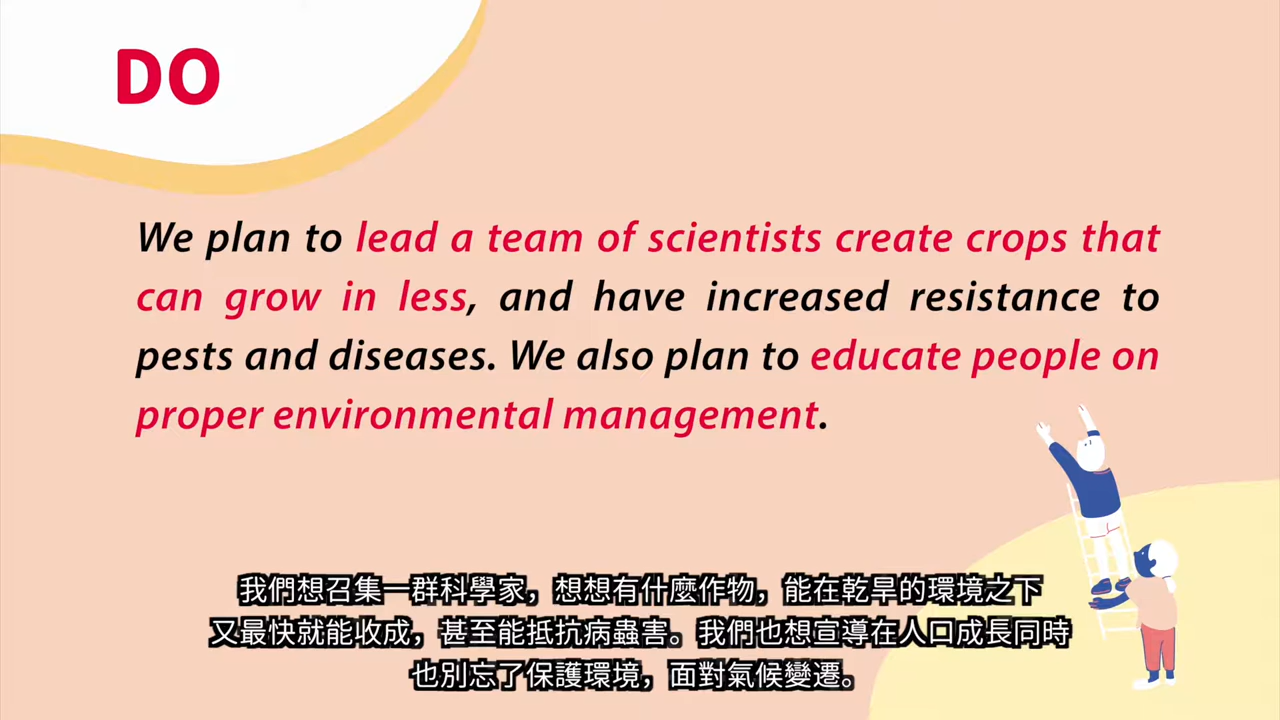 DO
We plan to lead a team of scientists create crops that
can grow in less, and have increased resistance to
pests and diseases. We also plan to educate people on
proper environmental management.
我們想召集一群科學家，想想有什麼作物，能在乾旱的環境之下
又最快就能收成，甚至能抵抗病蟲害。我們也想宣導在人口成長同時
也別忘了保護環境，面對氣候變遷。